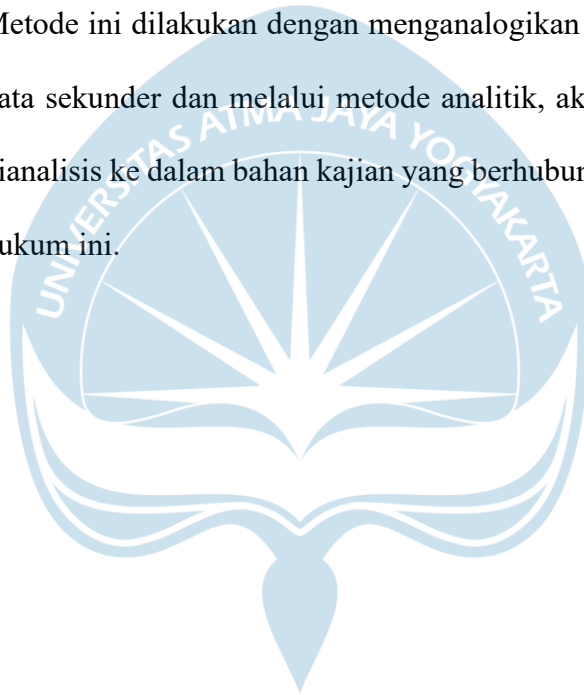 Metode ini dilakukan dengan menganalogikan
ata sekunder dan melalui metode analitik, ak
ianalisis ke dalam bahan kajian yang berhubun
ukum ini.
UNIVERSITAS ATMA JAYA YOGYAKARTA